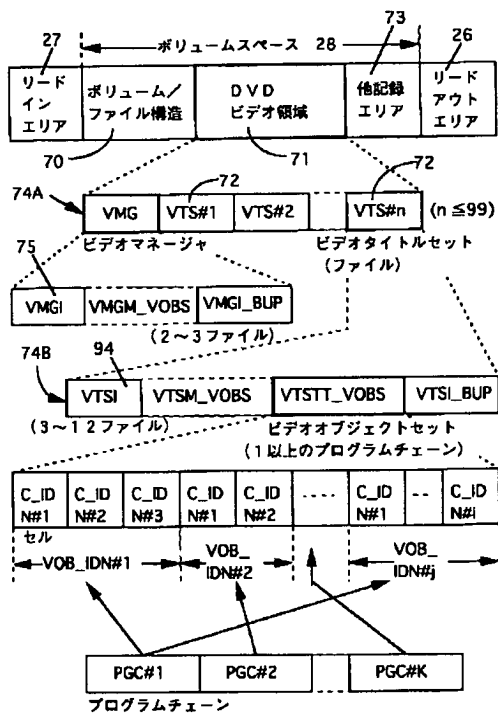 27 ボリュームスペース 28 73 26
リード
イン
エリア
ボリューム/
ファイル構造
DVD
ビデオ領域
他記録
エリア
リード
アウト
エリア
70 71
74A 72 72
VMG VTS#1 VTS#2 VTS#n (n≦99)
ビデオマネージャ ビデオタイトルセット
(ファイル)
75
VMGI VMGM_VOBS VMGI_BUP
(2~3ファイル)
74B 94
VTSI VTSM_VOBS VTSTT_VOBS VTSI_BUP
(3~12ファイル) ビデオオブジェクトセット
(1以上のプログラムチェーン)
C_ID C_ID C_ID C_ID C_ID ---- C_ID -- C_ID
N#1 N#2 N#3 N#1 N#2 N#1 N#i
セル
VOB_IDN#1 VOB_
IDN#2
VOB_
IDN#j
PGC#1 PGC#2 PGC#K
プログラムチェーン